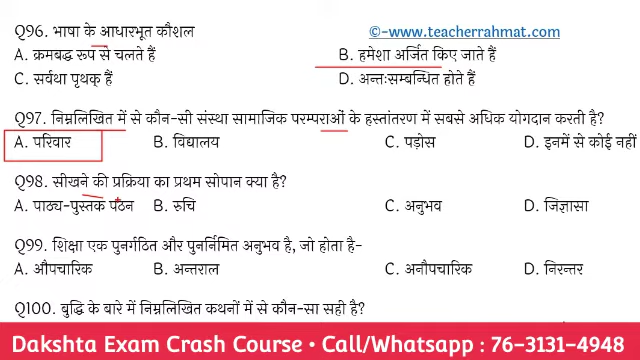 Q96. भाषा के आधारभूत कौशल
©-www.teacherrahmat.com
A. क्रमबद्ध रूप से चलते हैं B. हमेशा अर्जित किए जाते हैं
C. सर्वथा पृथक् हैं D. अन्तःसम्बन्धित होते हैं
Q97. निम्नलिखित में से कौन-सी संस्था सामाजिक परम्पराओं के हस्तांतरण में सबसे अधिक योगदान करती है?
A. परिवार B. विद्यालय C. पड़ोस D. इनमें से कोई नहीं
Q98. सीखने की प्रक्रिया का प्रथम सोपान क्या है?
A. पाठ्य-पुस्तक पठन B. रुचि C. अनुभव D. जिज्ञासा
Q99. शिक्षा एक पुनर्गठित और पुनर्निमित अनुभव है, जो होता है-
A. औपचारिक B. अन्तराल C. अनौपचारिक D. निरन्तर
Q100. बुद्धि के बारे में निम्नलिखित कथनों में से कौन-सा सही है?
Dakshta Exam Crash Course • Call/Whatsapp : 76-3131-4948